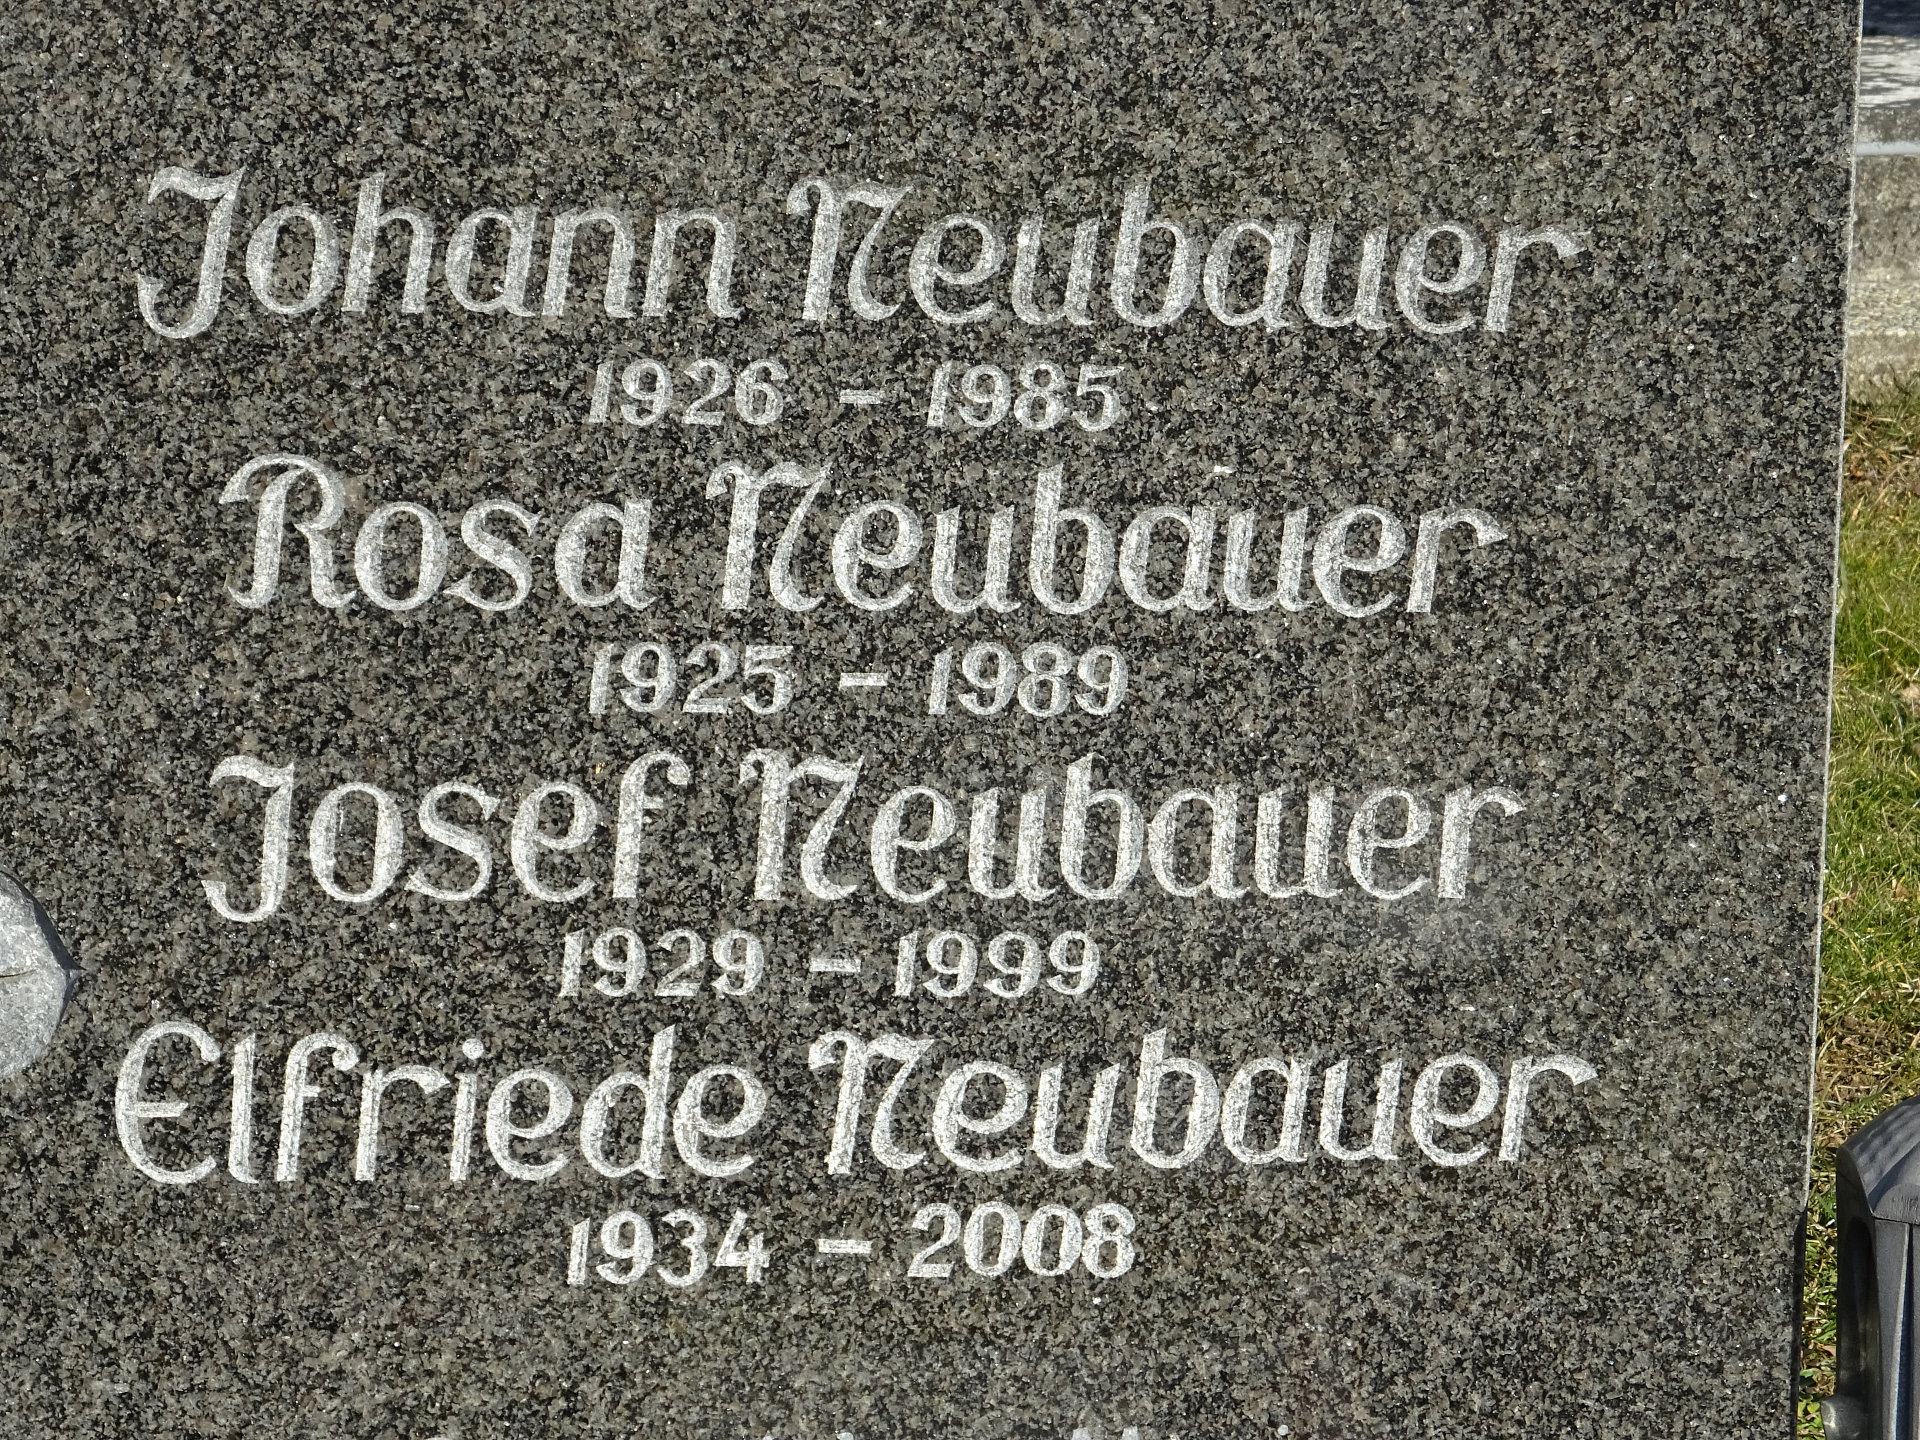 Johann Neubauer
1926 - 1985
Rosa Neubauer
1925 - 1989
Josef Neubauer
1929 - 1999
Elfriede Neubauer
1934 - 2008